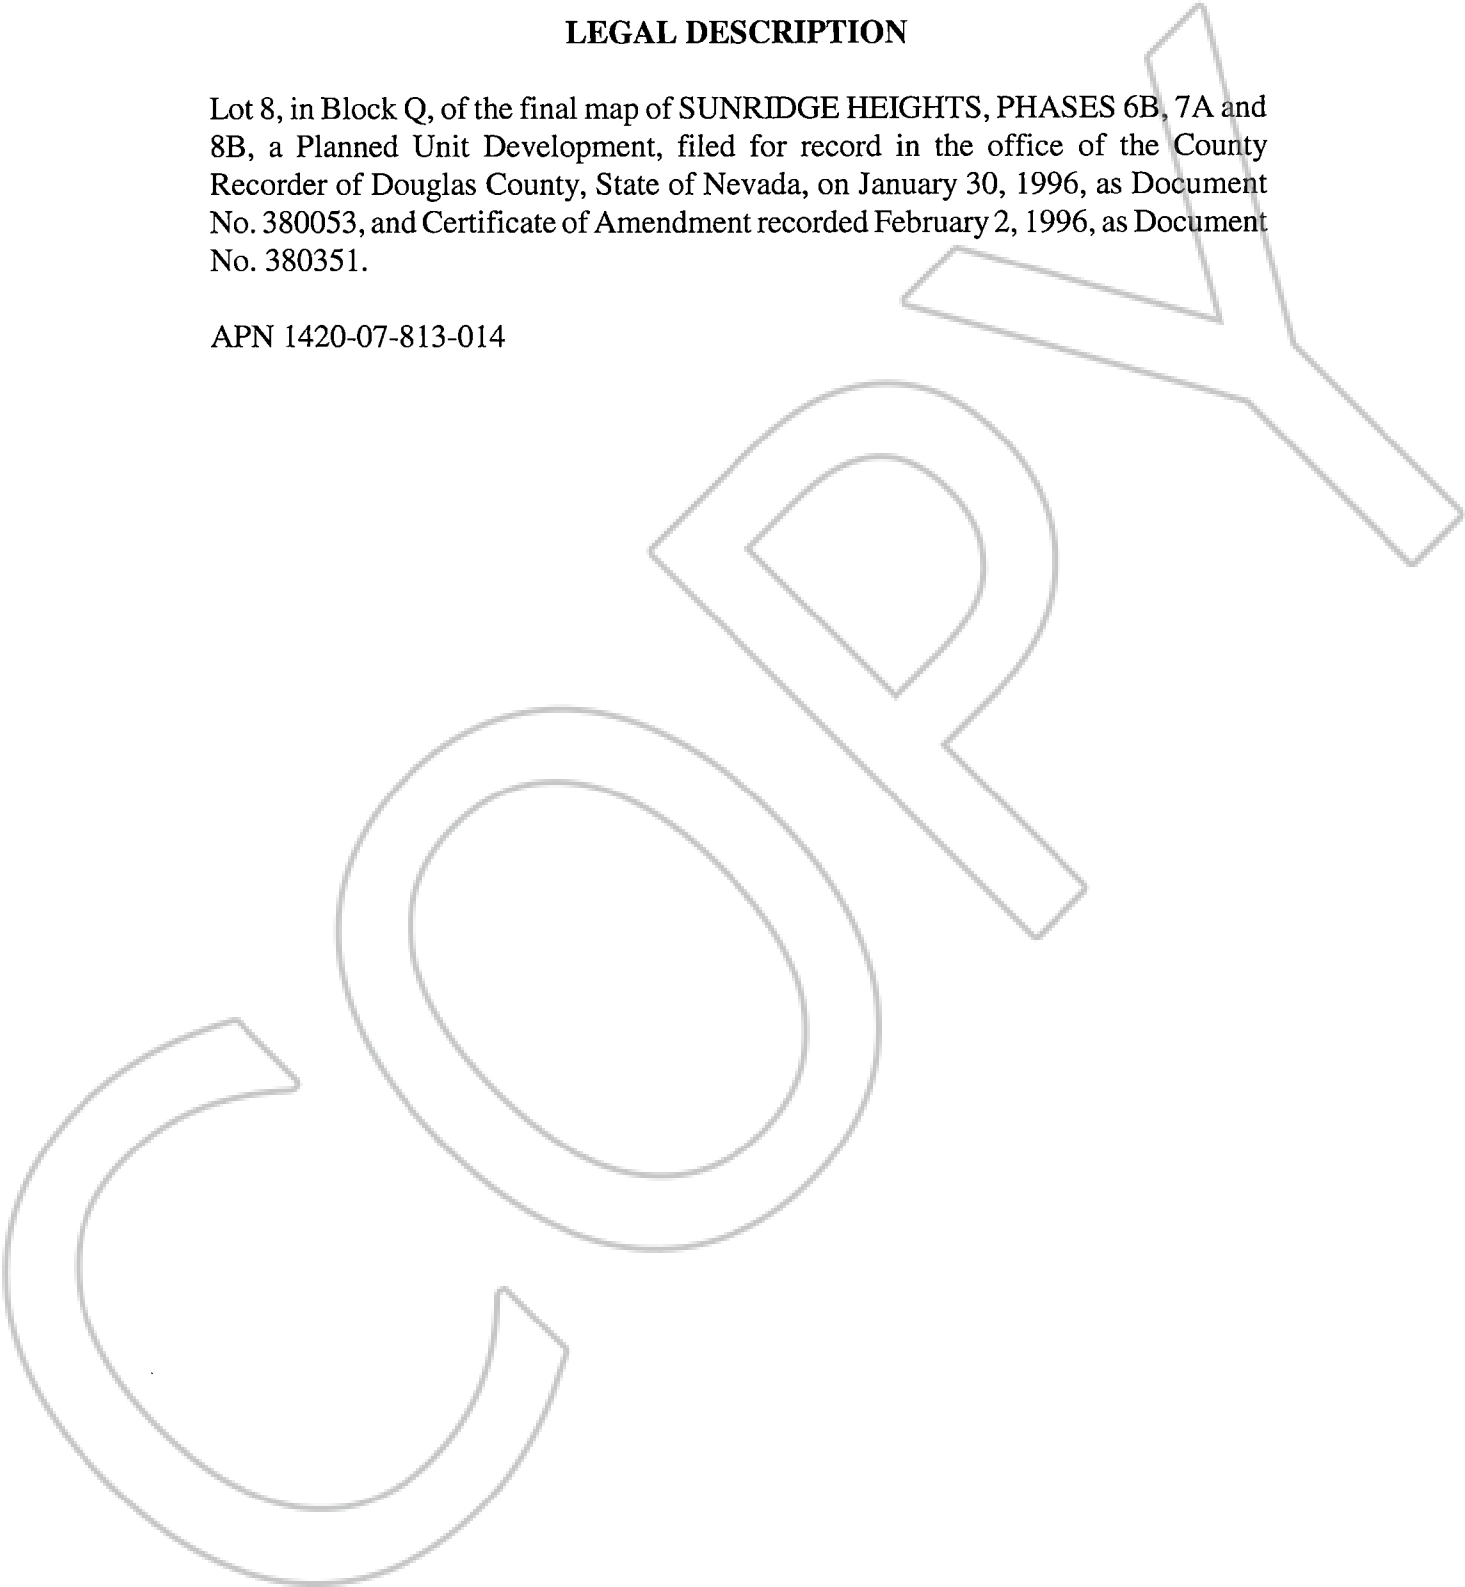 LEGAL DESCRIPTION
Lot 8, in Block Q, of the final map of SUNRIDGE HEIGHTS, PHASES 6B, 7A and
8B, a Planned Unit Development, filed for record in the office of the County
Recorder of Douglas County, State of Nevada, on January 30, 1996, as Document
No. 380053, and Certificate of Amendment recorded February 2, 1996, as Document
No. 380351.
APN 1420-07-813-014
COPY